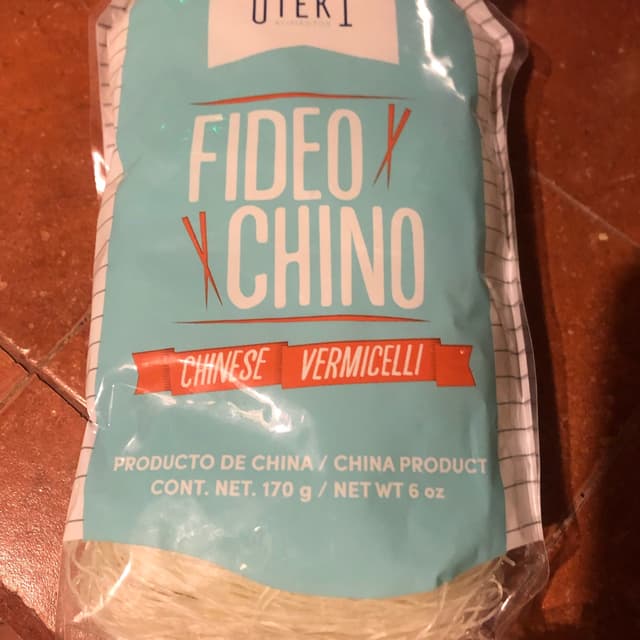 FIDEO
CHINO
CHINESE VERMICELLI
PRODUCTO DE CHINA / CHINA PRODUCT
CONT. NET. 170 g / NET WT 6 oz